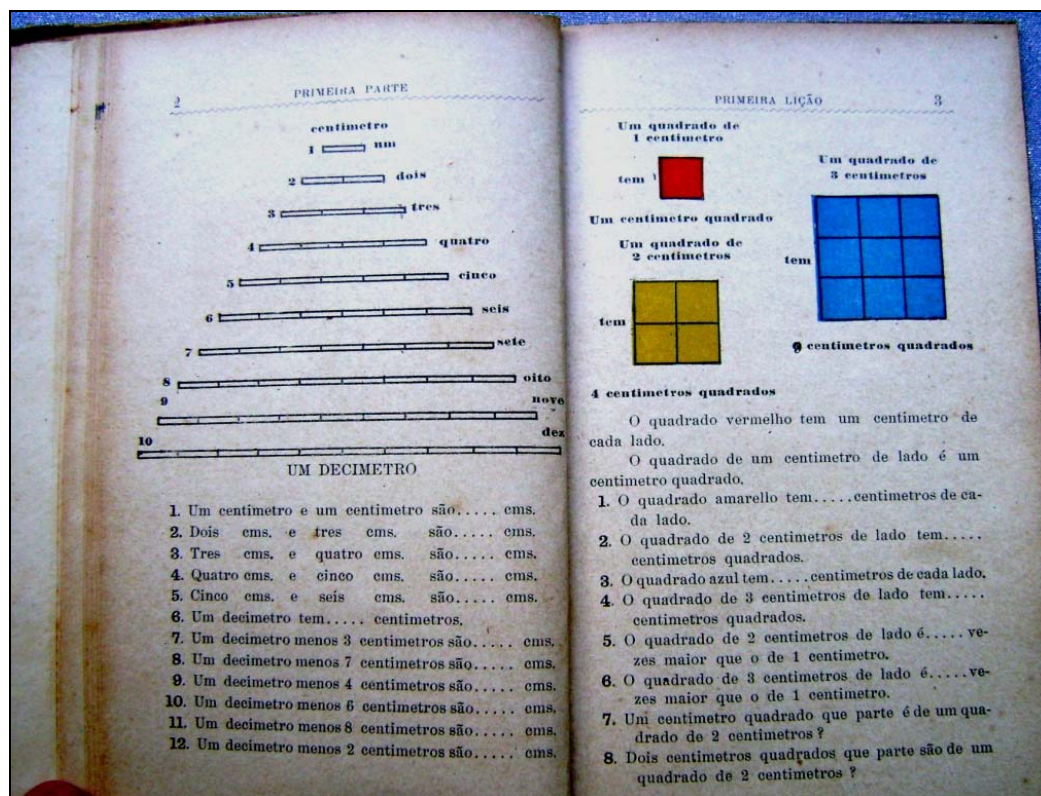 2
PRIMEIRA PARTE
centimetro
1 um
2 dois
3 tres
4 quatro
5 cinco
6 seis
7 sete
8 oito
9 nove
10 dez
UM DECIMETRO
1. Um centimetro e um centimetro são..... cms.
2. Dois cms. e tres cms. são..... cms.
3. Tres cms. e quatro cms. são..... cms.
4. Quatro cms. e cinco cms. são..... cms.
5. Cinco cms. e seis cms. são..... cms.
6. Um decimetro tem..... centimetros.
7. Um decimetro menos 3 centimetros são..... cms.
8. Um decimetro menos 7 centimetros são..... cms.
9. Um decimetro menos 4 centimetros são..... cms.
10. Um decimetro menos 6 centimetros são..... cms.
11. Um decimetro menos 8 centimetros são..... cms.
12. Um decimetro menos 2 centimetros são..... cms.
PRIMEIRA LIÇÃO 3
Um quadrado de
1 centimetro
tem 1
Um centimetro quadrado
Um quadrado de
2 centimetros
tem
4 centimetros quadrados
Um quadrado de
3 centimetros
tem
9 centimetros quadrados
O quadrado vermelho tem um centimetro de
cada lado.
O quadrado de um centimetro de lado é um
centimetro quadrado.
1. O quadrado amarello tem.....centimetros de ca-
da lado.
2. O quadrado de 2 centimetros de lado tem.....
centimetros quadrados.
3. O quadrado azul tem.....centimetros de cada lado.
4. O quadrado de 3 centimetros de lado tem.....
centimetros quadrados.
5. O quadrado de 2 centimetros de lado é..... ve-
zes maior que o de 1 centimetro.
6. O quadrado de 3 centimetros de lado é.....ve-
zes maior que o de 1 centimetro.
7. Um centimetro quadrado que parte é de um qua-
drado de 2 centimetros ?
8. Dois centimetros quadrados que parte são de um
quadrado de 2 centimetros ?